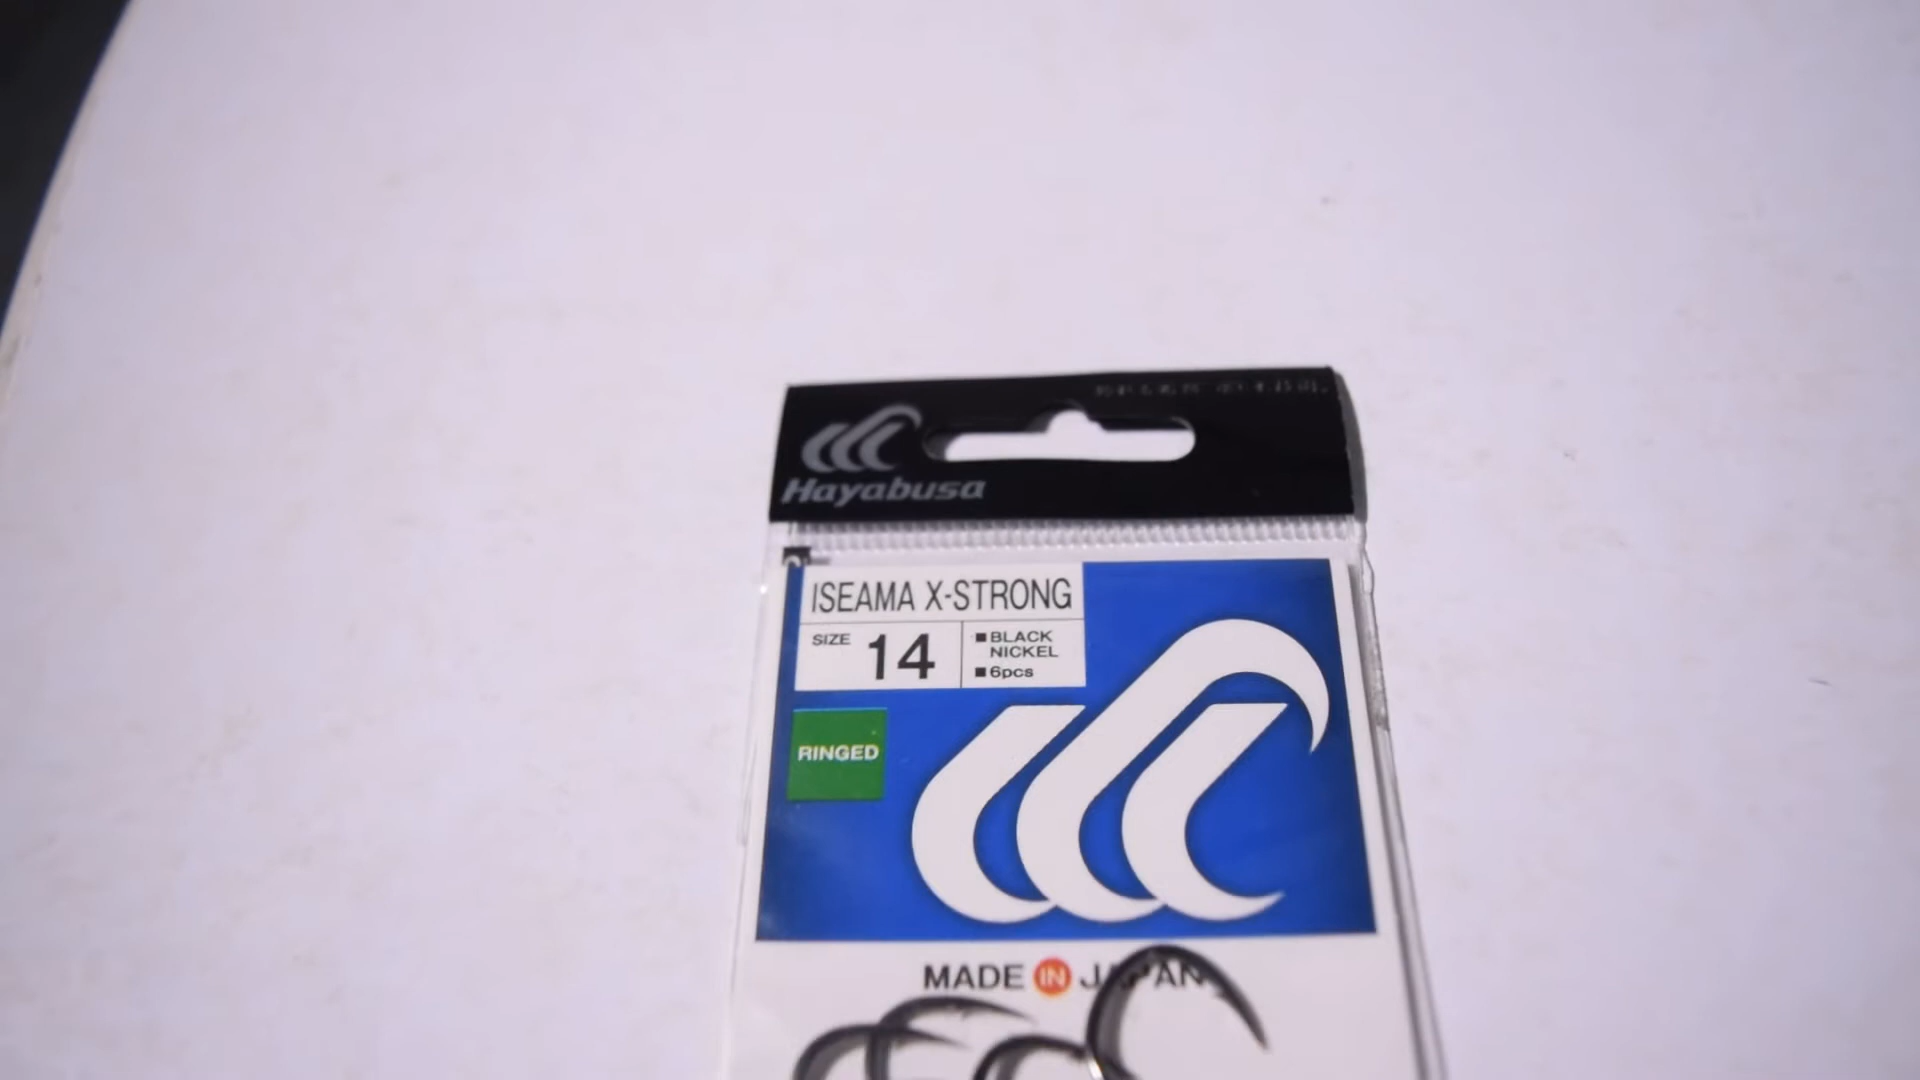 Hayabusa
ISEAMA X-STRONG
SIZE 14
■BLACK
NICKEL
■6pcs
RINGED
MADE IN JAPAN